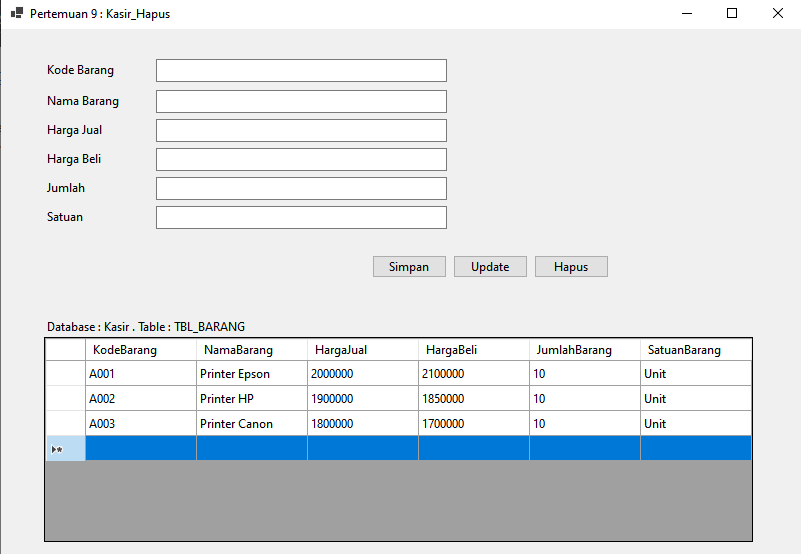 Pertemuan 9 : Kasir_Hapus
Kode Barang
Nama Barang
Harga Jual
Harga Beli
Jumlah
Satuan
Simpan Update Hapus
Database : Kasir . Table : TBL_BARANG
KodeBarang NamaBarang HargaJual HargaBeli JumlahBarang SatuanBarang
A001 Printer Epson 2000000 2100000 10 Unit
A002 Printer HP 1900000 1850000 10 Unit
A003 Printer Canon 1800000 1700000 10 Unit